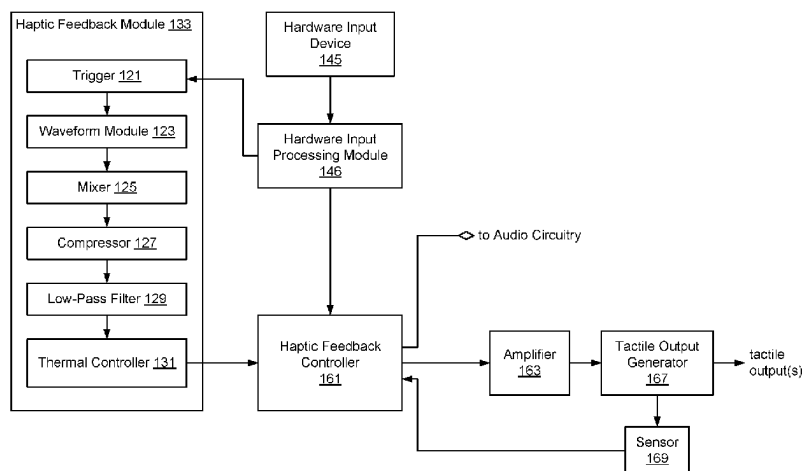 Haptic Feedback Module 133
Trigger 121
Waveform Module 123
Mixer 125
Compressor 127
Low-Pass Filter 129
Thermal Controller 131
Hardware Input
Device
145
Hardware Input
Processing Module
146
to Audio Circuitry
Haptic Feedback
Controller
161
Amplifier
163
Tactile Output
Generator
167
tactile
output(s)
Sensor
169